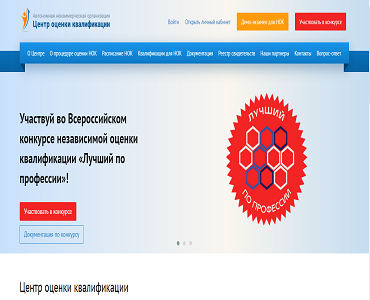 Автономная некоммерческая организация
Центр оценки квалификации
Войти Открыть личный кабинет Демо-экзамен для НОК Участвовать в конкурсе
О Центре О процедуре оценки НОК Расписание НОК Квалификации для НОК Документация Реестр свидетельств Наши партнеры Контакты Вопрос-ответ
Участвуй во Всероссийском
конкурсе независимой оценки
квалификации «Лучший по
профессии»!
Участвовать в конкурсе
Документация по конкурсу
ЛУЧШИЙ
ПО ПРОФЕССИИ
Центр оценки квалификации